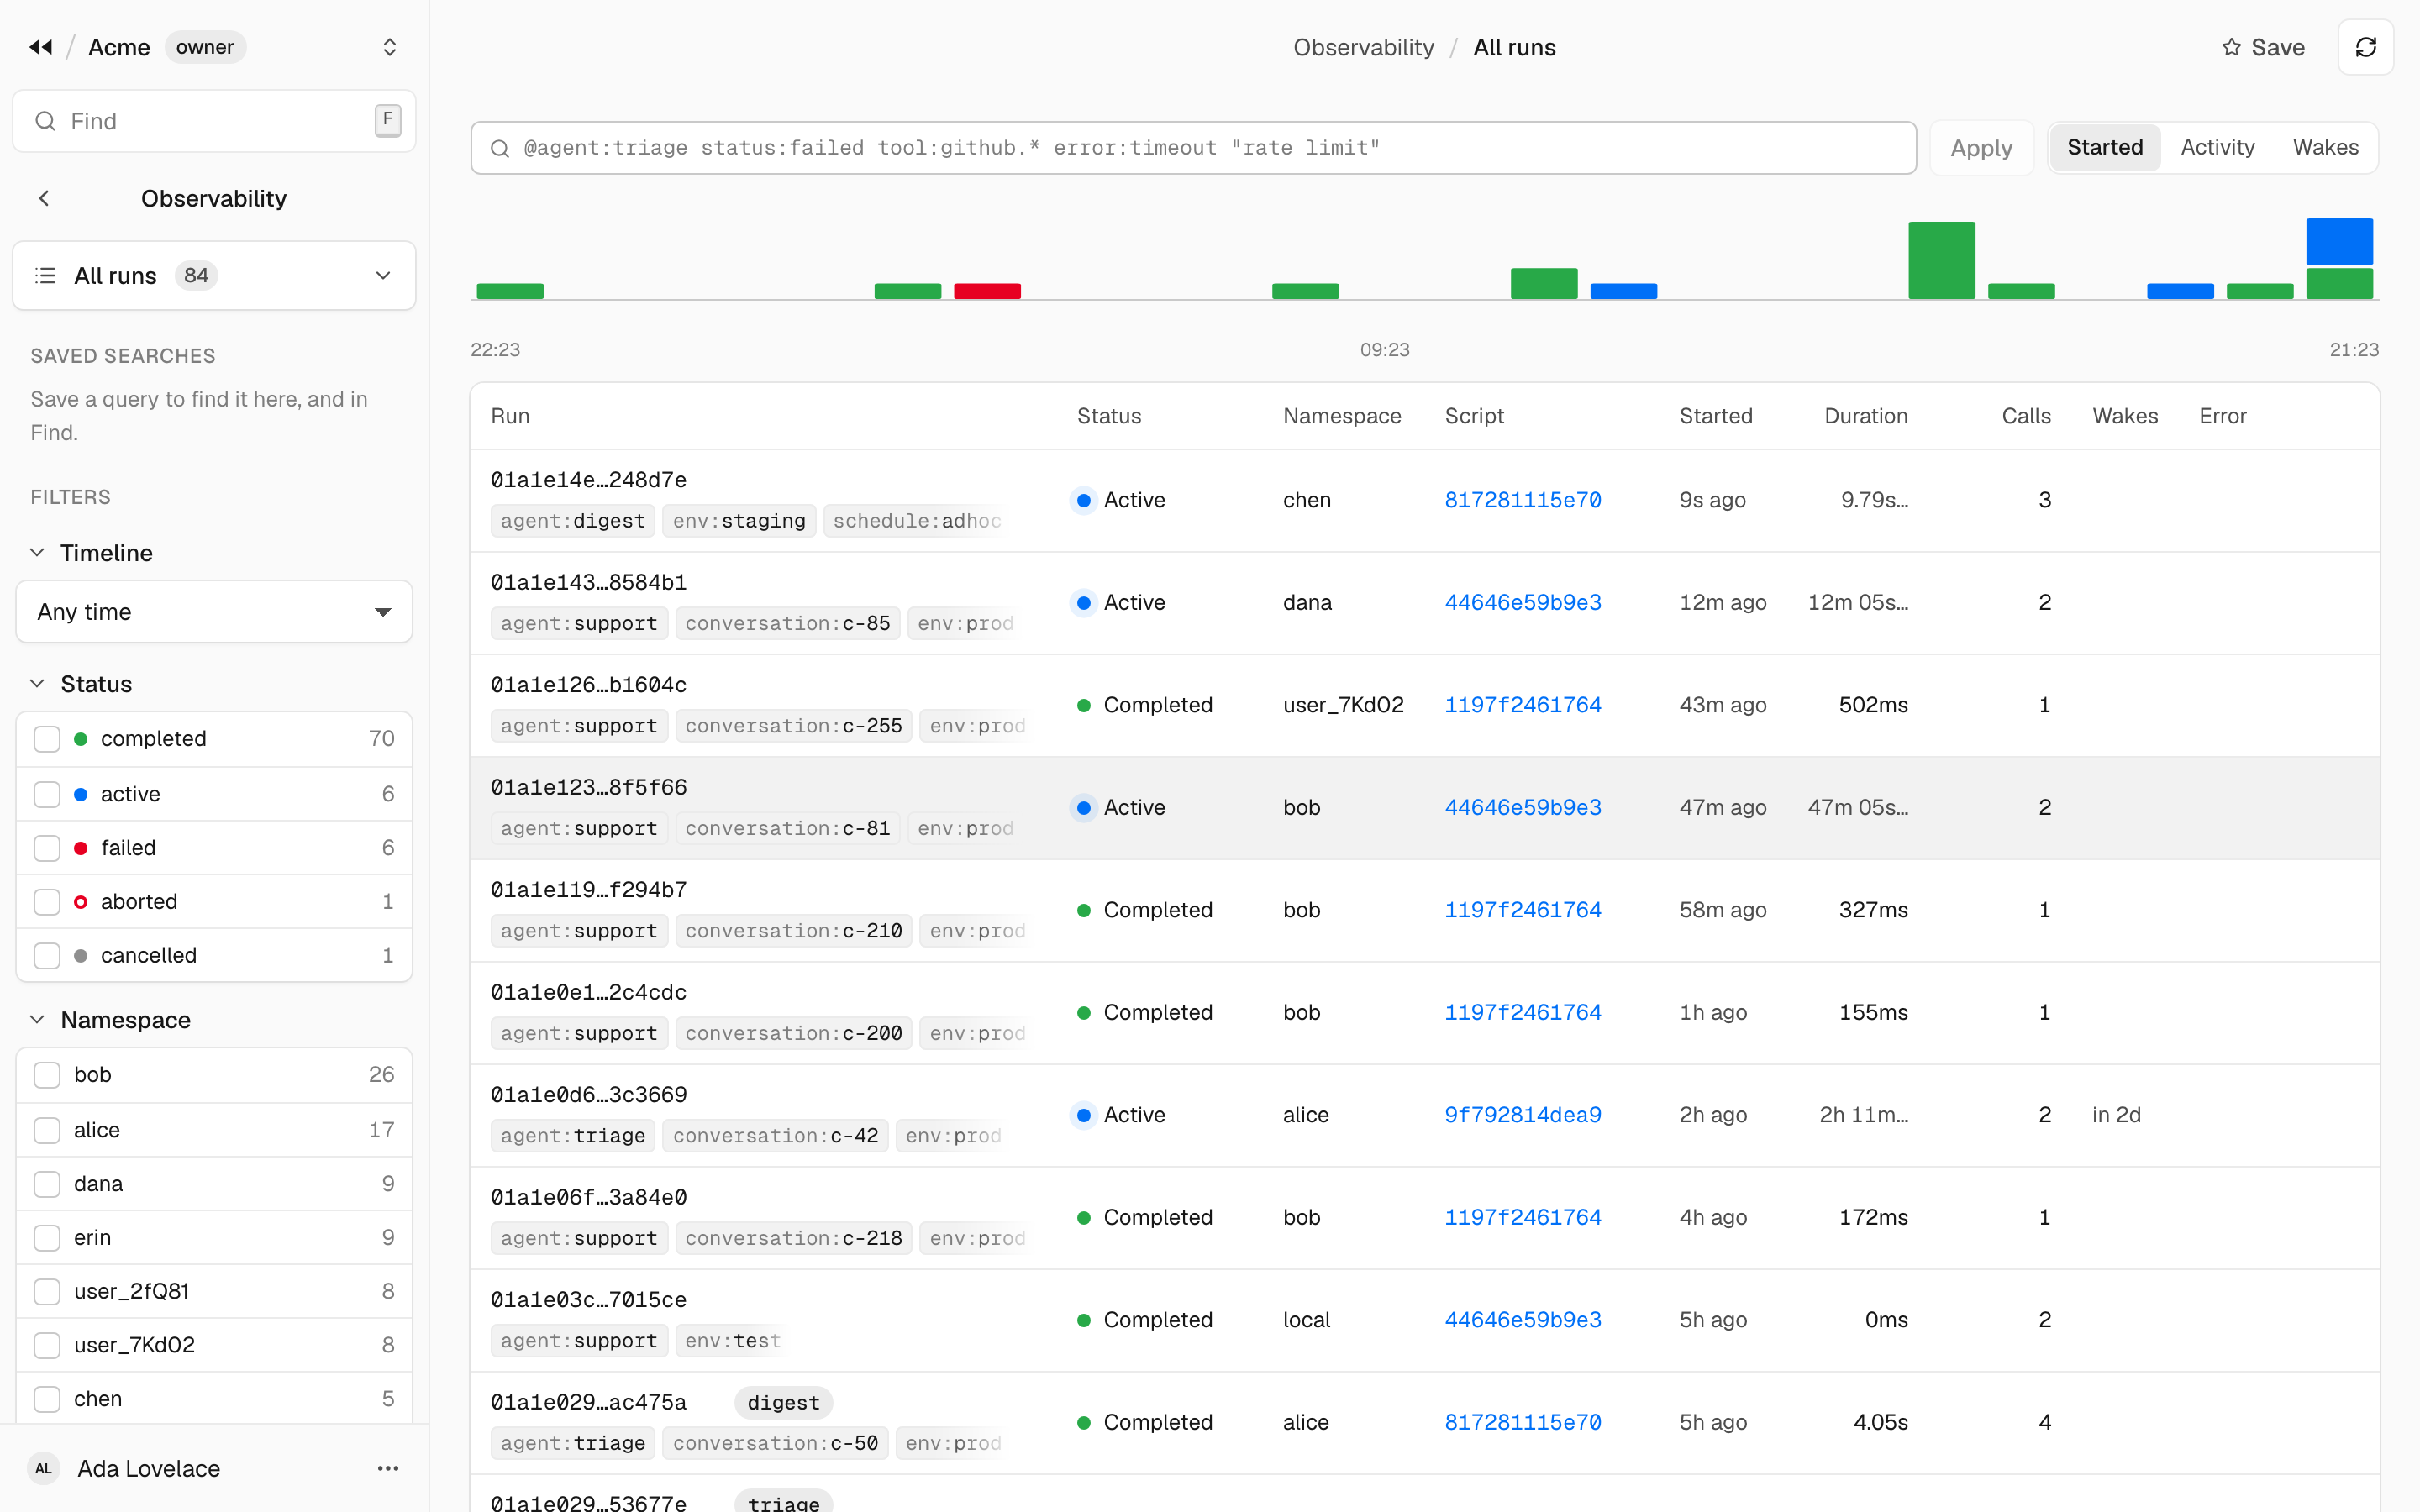 / Acme owner
Find F
Observability
All runs 84
SAVED SEARCHES
Save a query to find it here, and in
Find.
FILTERS
Timeline
Any time
Status
completed 70
active 6
failed 6
aborted 1
cancelled 1
Namespace
bob 26
alice 17
dana 9
erin 9
user_2fQ81 8
user_7KdO2 8
chen 5
AL Ada Lovelace
Observability / All runs
Save
@agent:triage status:failed tool:github.* error:timeout "rate limit"
Apply
Started Activity Wakes
22:23 09:23 21:23
Run Status Namespace Script Started Duration Calls Wakes Error
01a1e14e…248d7e
agent:digest env:staging schedule:adhoc
Active chen 817281115e70 9s ago 9.79s… 3
01a1e143…8584b1
agent:support conversation:c-85 env:prod
Active dana 44646e59b9e3 12m ago 12m 05s… 2
01a1e126…b1604c
agent:support conversation:c-255 env:prod
Completed user_7KdO2 1197f2461764 43m ago 502ms 1
01a1e123…8f5f66
agent:support conversation:c-81 env:prod
Active bob 44646e59b9e3 47m ago 47m 05s… 2
01a1e119…f294b7
agent:support conversation:c-210 env:prod
Completed bob 1197f2461764 58m ago 327ms 1
01a1e0e1…2c4cdc
agent:support conversation:c-200 env:prod
Completed bob 1197f2461764 1h ago 155ms 1
01a1e0d6…3c3669
agent:triage conversation:c-42 env:prod
Active alice 9f792814dea9 2h ago 2h 11m… 2 in 2d
01a1e06f…3a84e0
agent:support conversation:c-218 env:prod
Completed bob 1197f2461764 4h ago 172ms 1
01a1e03c…7015ce
agent:support env:test
Completed local 44646e59b9e3 5h ago 0ms 2
01a1e029…ac475a digest
agent:triage conversation:c-50 env:prod
Completed alice 817281115e70 5h ago 4.05s 4
01a1e029…53677e triage